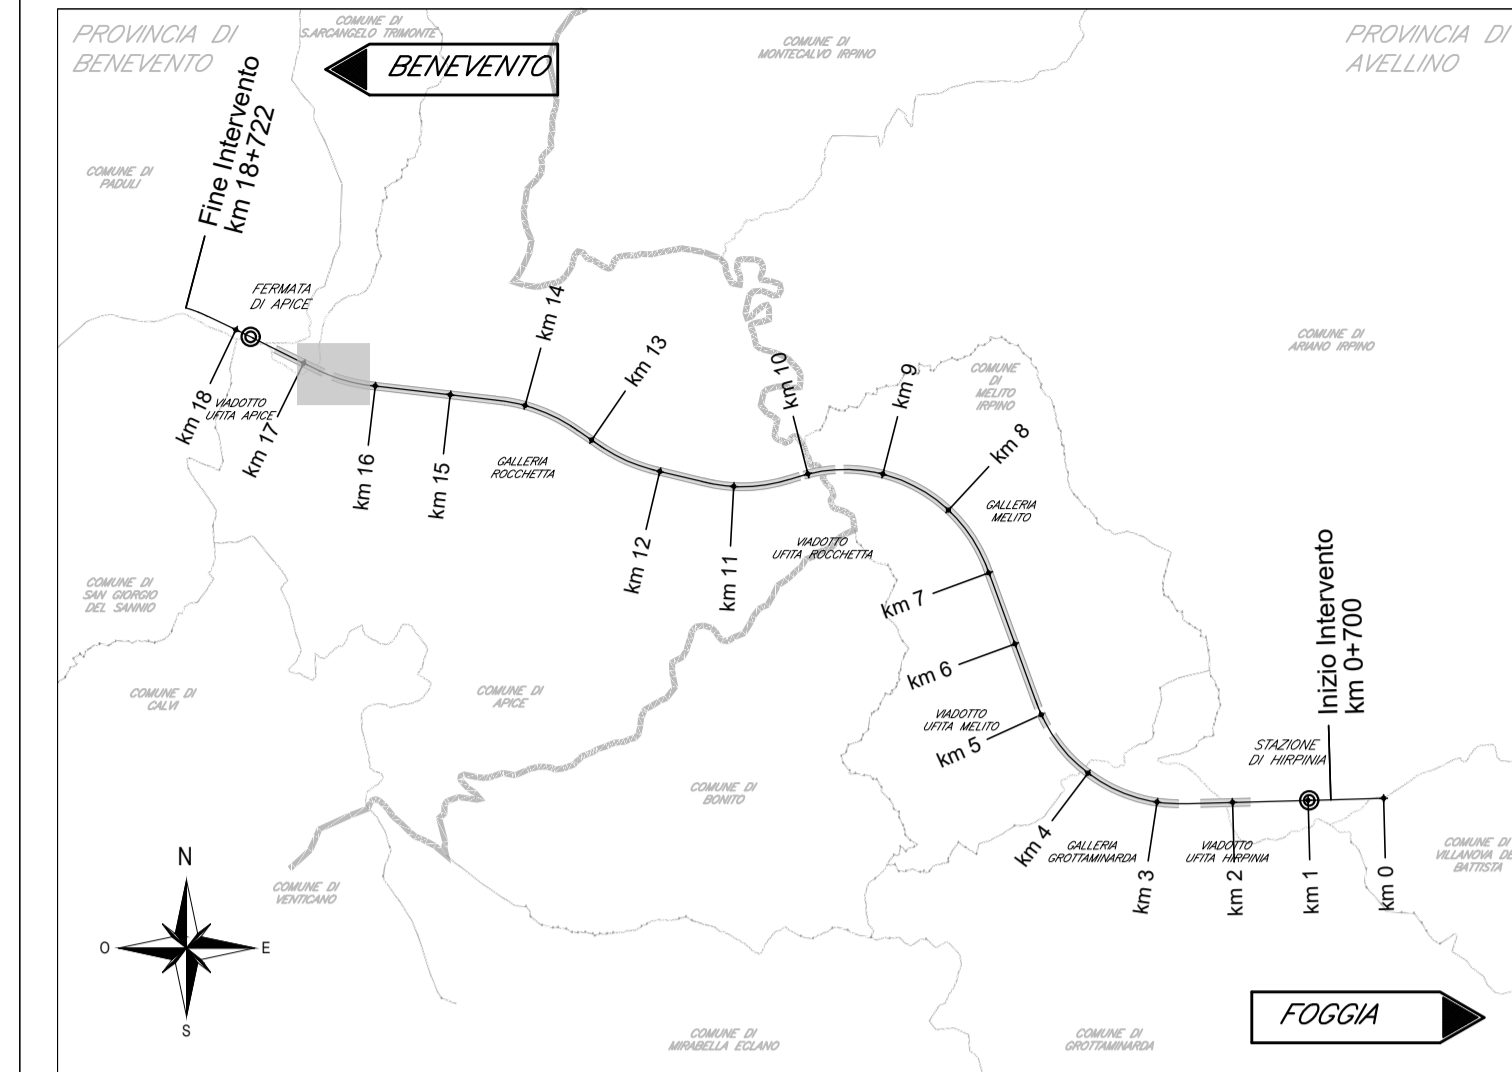 PROVINCIA DI
BENEVENTO
COMUNE DI
S.ARCANGELO TRIMONTE
BENEVENTO
COMUNE DI
MONTECALVO IRPINO
PROVINCIA DI
AVELLINO
Fine Intervento
km 18+722
COMUNE DI
PADULI
FERMATA
DI APICE
km 18
VIADOTTO
UFITA APICE
km 17
km 16
km 15
km 14
km 13
GALLERIA
ROCCHETTA
km 12
km 11
km 10
km 9
COMUNE
DI
MELITO
IRPINO
COMUNE DI
ARIANO IRPINO
km 8
GALLERIA
MELITO
VIADOTTO
UFITA ROCCHETTA
km 7
km 6
VIADOTTO
UFITA MELITO
km 5
COMUNE DI
SAN GIORGIO
DEL SANNIO
COMUNE DI
CALVI
COMUNE DI
APICE
COMUNE DI
BONITO
Inizio Intervento
km 0+700
STAZIONE
DI HIRPINIA
km 4
GALLERIA
GROTTAMINARDA
km 3
VIADOTTO
UFITA HIRPINIA
km 2
km 1
km 0
COMUNE DI
VILLANOVA DE
BATTISTA
COMUNE DI
VENTICANO
N
O
E
S
COMUNE DI
MIRABELLA ECLANO
COMUNE DI
GROTTAMINARDA
FOGGIA